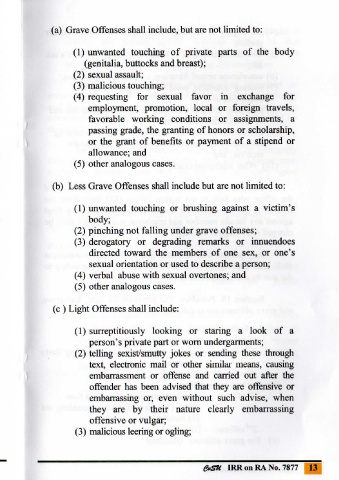 (a) Grave Offenses shall include, but are not limited to:
(1) unwanted touching of private parts of the body
(genitalia, buttocks and breast);
(2) sexual assault;
(3) malicious touching;
(4) requesting for sexual favor in exchange for
employment, promotion, local or foreign travels,
favorable working conditions or assignments, a
passing grade, the granting of honors or scholarship,
or the grant of benefits or payment of a stipend or
allowance; and
(5) other analogous cases.
(b) Less Grave Offenses shall include but are not limited to:
(1) unwanted touching or brushing against a victim's
body;
(2) pinching not falling under grave offenses;
(3) derogatory or degrading remarks or innuendoes
directed toward the members of one sex, or one's
sexual orientation or used to describe a person;
(4) verbal abuse with sexual overtones; and
(5) other analogous cases.
(c ) Light Offenses shall include:
(1) surreptitiously looking or staring a look of a
person's private part or worn undergarments;
(2) telling sexist/smutty jokes or sending these through
text, electronic mail or other similar means, causing
embarrassment or offense and carried out after the
offender has been advised that they are offensive or
embarrassing or, even without such advise, when
they are by their nature clearly embarrassing
offensive or vulgar;
(3) malicious leering or ogling;
IRR on RA No. 7877 13